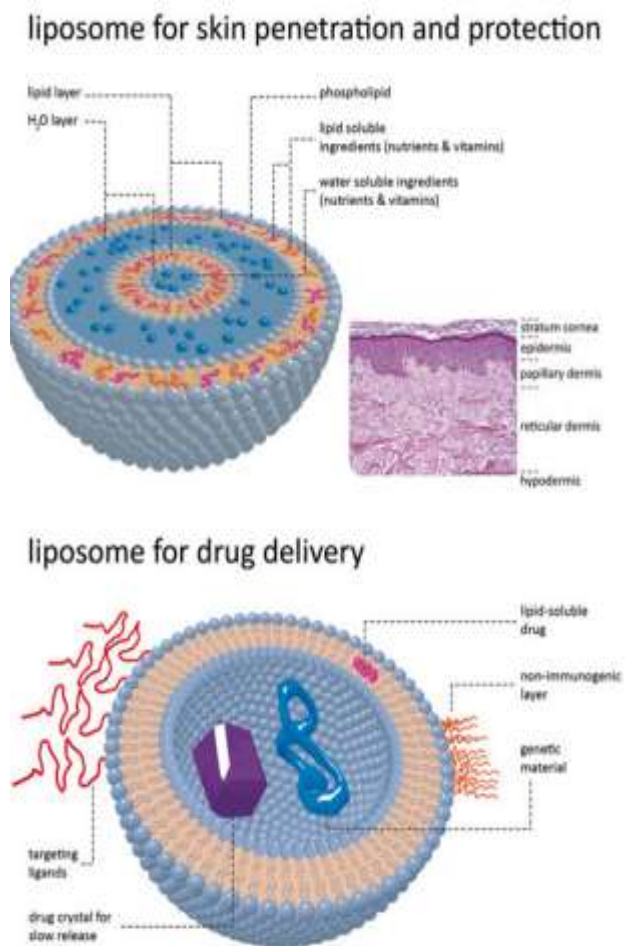 liposome for skin penetration and protection
lipid layer
H₂O layer
phospholipid
lipid soluble
ingredients (nutrients & vitamins)
water soluble ingredients
(nutrients & vitamins)
stratum cornea
epidermis
papillary dermis
reticular dermis
hypodermis
liposome for drug delivery
lipid-soluble
drug
non-immunogenic
layer
genetic
material
targeting
ligands
drug crystal for
slow release